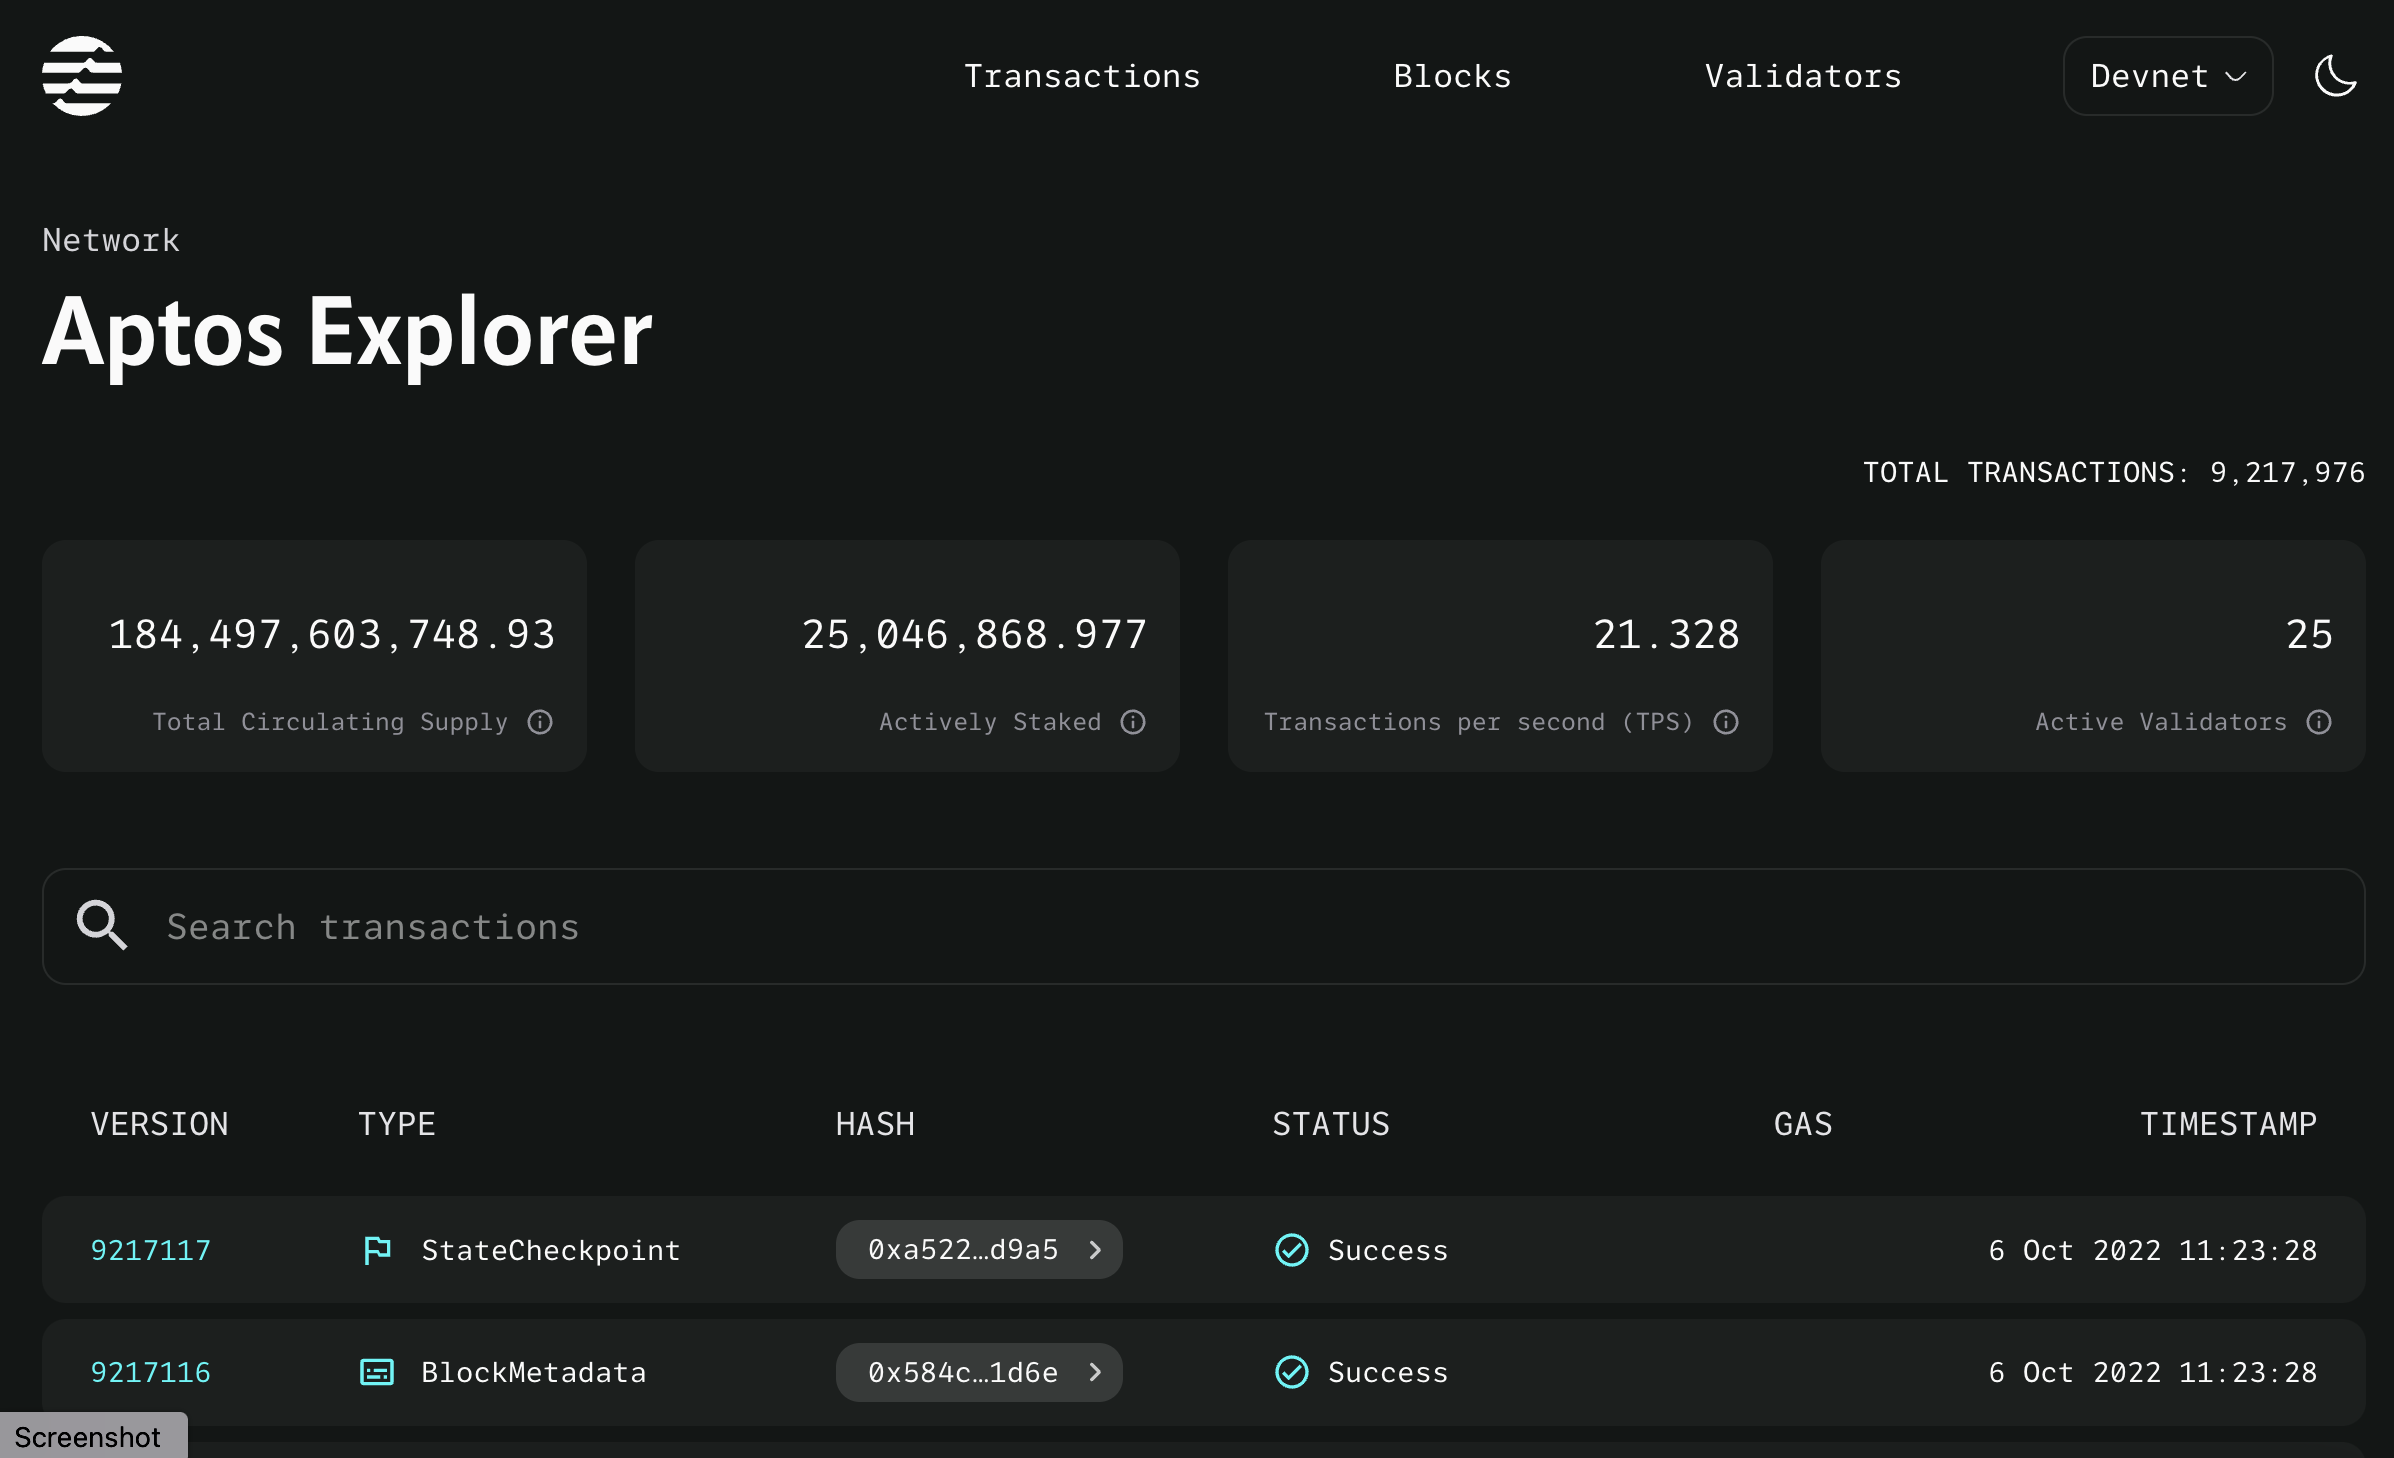 Transactions Blocks Validators Devnet
Network
Aptos Explorer
TOTAL TRANSACTIONS: 9,217,976
184,497,603,748.93 25,046,868.977 21.328 25
Total Circulating Supply Actively Staked Transactions per second (TPS) Active Validators
Search transactions
VERSION TYPE HASH STATUS GAS TIMESTAMP
9217117 StateCheckpoint 0xa522…d9a5 Success 6 Oct 2022 11:23:28
9217116 BlockMetadata 0x584c…1d6e Success 6 Oct 2022 11:23:28
Screenshot